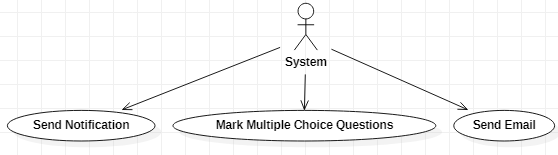 System
Send Notification
Mark Multiple Choice Questions
Send Email